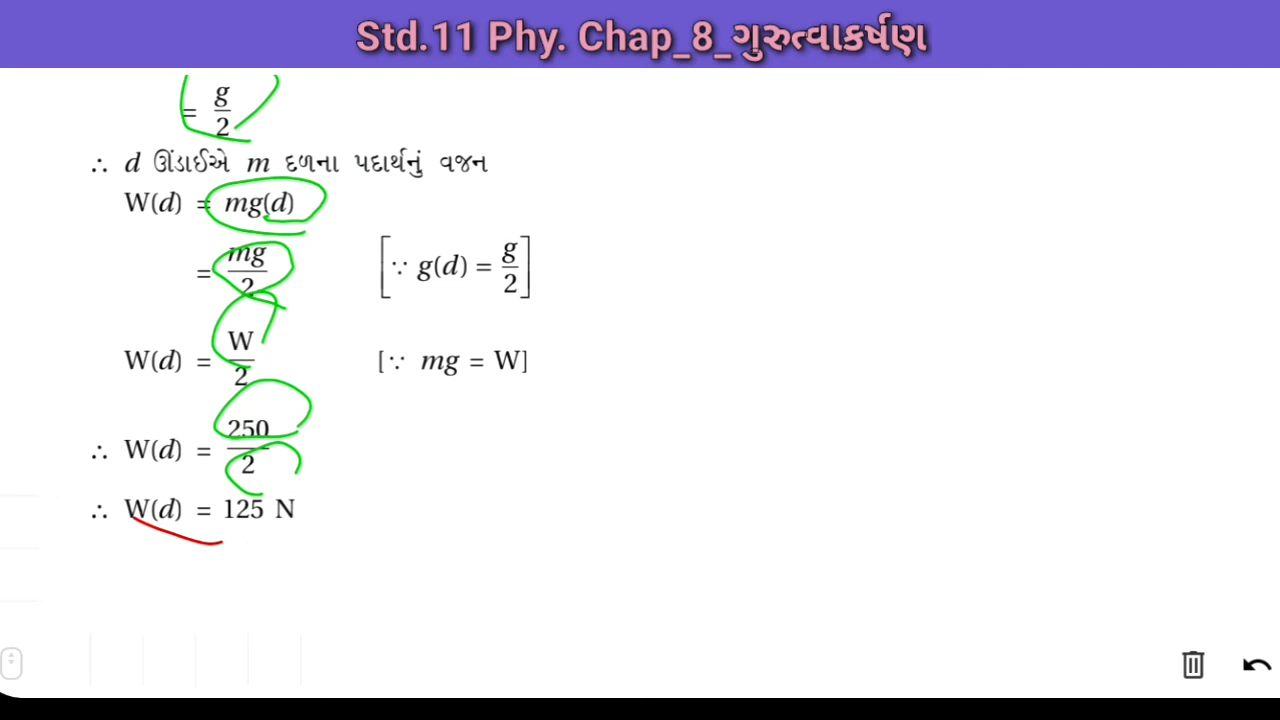 Std.11 Phy. Chap_8_ગુરુત્વાકર્ષણ
= g/2
∴ d ઊંડાઈએ m દળના પદાર્થનું વજન
W(d) = mg(d)
= mg/2 [∵ g(d) = g/2]
W(d) = W/2 [∵ mg = W]
∴ W(d) = 250/2
∴ W(d) = 125 N